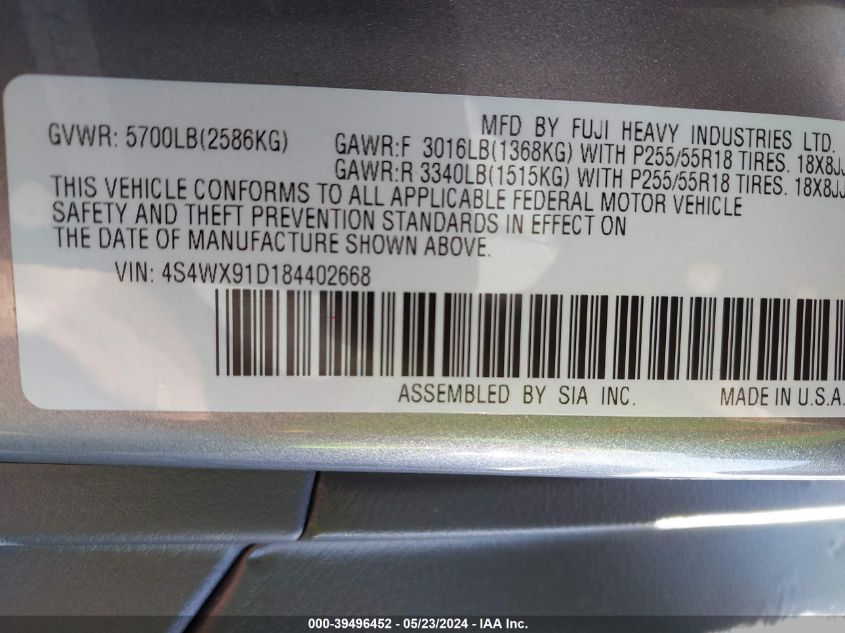 MFD BY FUJI HEAVY INDUSTRIES LTD.
GVWR: 5700LB(2586KG)
GAWR:F 3016LB(1368KG) WITH P255/55R18 TIRES. 18X8JJ
GAWR:R 3340LB(1515KG) WITH P255/55R18 TIRES. 18X8JJ
THIS VEHICLE CONFORMS TO ALL APPLICABLE FEDERAL MOTOR VEHICLE
SAFETY AND THEFT PREVENTION STANDARDS IN EFFECT ON
THE DATE OF MANUFACTURE SHOWN ABOVE.
VIN: 4S4WX91D184402668
ASSEMBLED BY SIA INC.
MADE IN U.S.A.
000-39496452 - 05/23/2024 - IAA Inc.